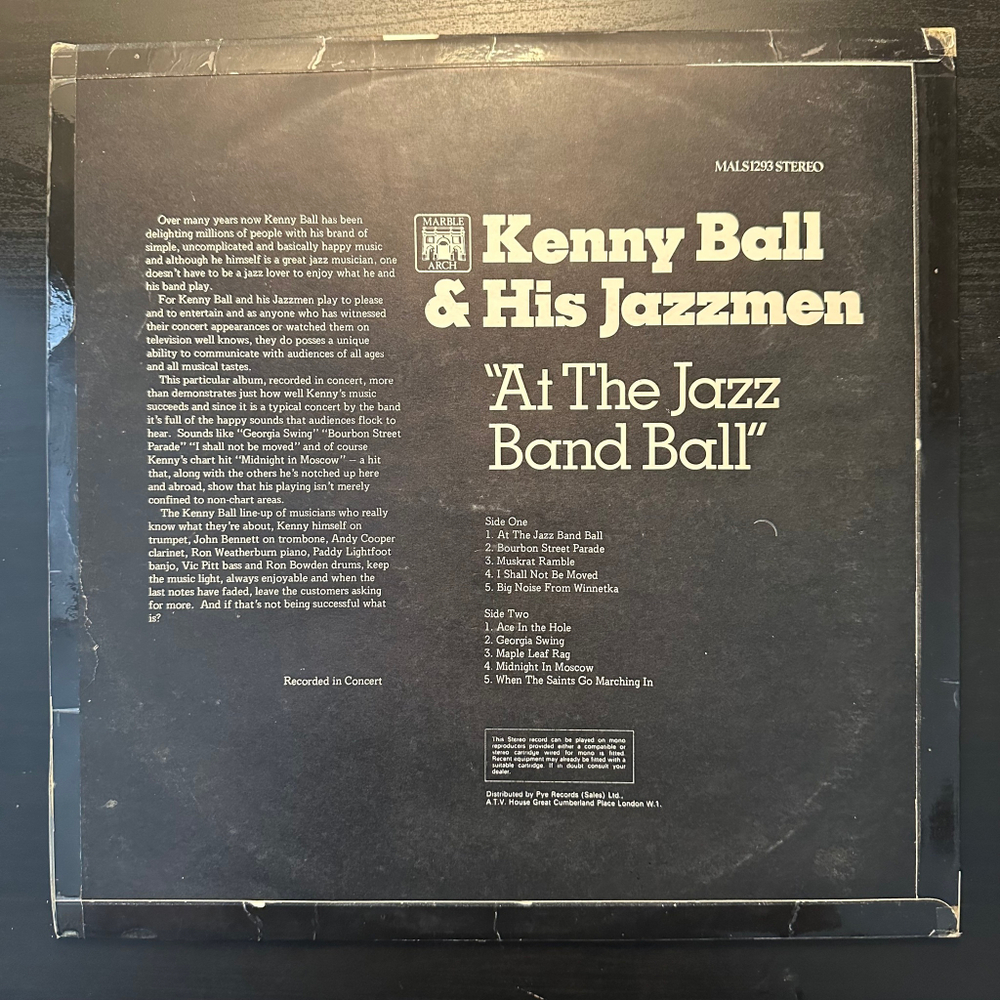 MALS1293 STEREO
MARBLE
ARCH
Kenny Ball
& His Jazzmen
"At The Jazz
Band Ball"
Over many years now Kenny Ball has been
delighting millions of people with his brand of
simple, uncomplicated and basically happy music
and although he himself is a great jazz musician, one
doesn't have to be a jazz lover to enjoy what he and
his band play.
For Kenny Ball and his Jazzmen play to please
and to entertain and as anyone who has witnessed
their concert appearances or watched them on
television well knows, they do posses a unique
ability to communicate with audiences of all ages
and all musical tastes.
This particular album, recorded in concert, more
than demonstrates just how well Kenny's music
succeeds and since it is a typical concert by the band
it's full of the happy sounds that audiences flock to
hear. Sounds like "Georgia Swing" "Bourbon Street
Parade" "I shall not be moved" and of course
Kenny's chart hit "Midnight in Moscow" – a hit
that, along with the others he's notched up here
and abroad, show that his playing isn't merely
confined to non-chart areas.
The Kenny Ball line-up of musicians who really
know what they're about, Kenny himself on
trumpet, John Bennett on trombone, Andy Cooper
clarinet, Ron Weatherburn piano, Paddy Lightfoot
banjo, Vic Pitt bass and Ron Bowden drums, keep
the music light, always enjoyable and when the
last notes have faded, leave the customers asking
for more. And if that's not being successful what
is?
Recorded in Concert
Side One
1. At The Jazz Band Ball
2. Bourbon Street Parade
3. Muskrat Ramble
4. I Shall Not Be Moved
5. Big Noise From Winnetka
Side Two
1. Ace In the Hole
2. Georgia Swing
3. Maple Leaf Rag
4. Midnight In Moscow
5. When The Saints Go Marching In
This Stereo record can be played on mono
reproducers provided either a compatible or
stereo cartridge wired for mono is fitted.
Recent equipment may already be fitted with a
suitable cartridge. If in doubt consult your
dealer.
Distributed by Pye Records (Sales) Ltd.,
A.T.V. House Great Cumberland Place London W.1.